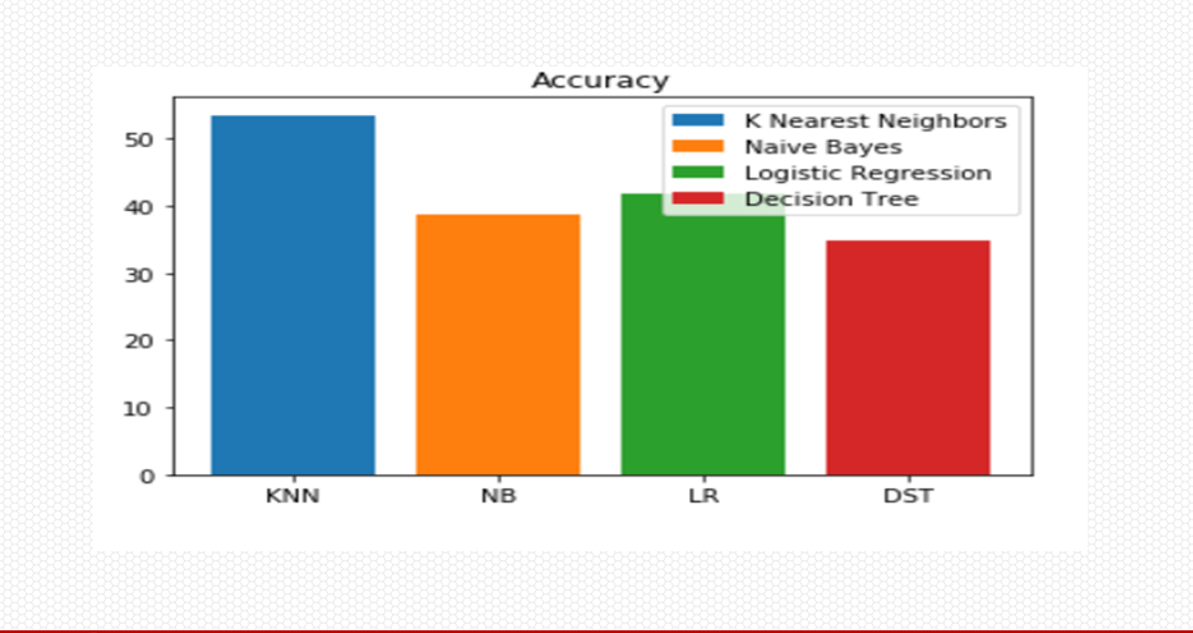 Accuracy
K Nearest Neighbors
Naive Bayes
Logistic Regression
Decision Tree
50
40
30
20
10
0
KNN NB LR DST